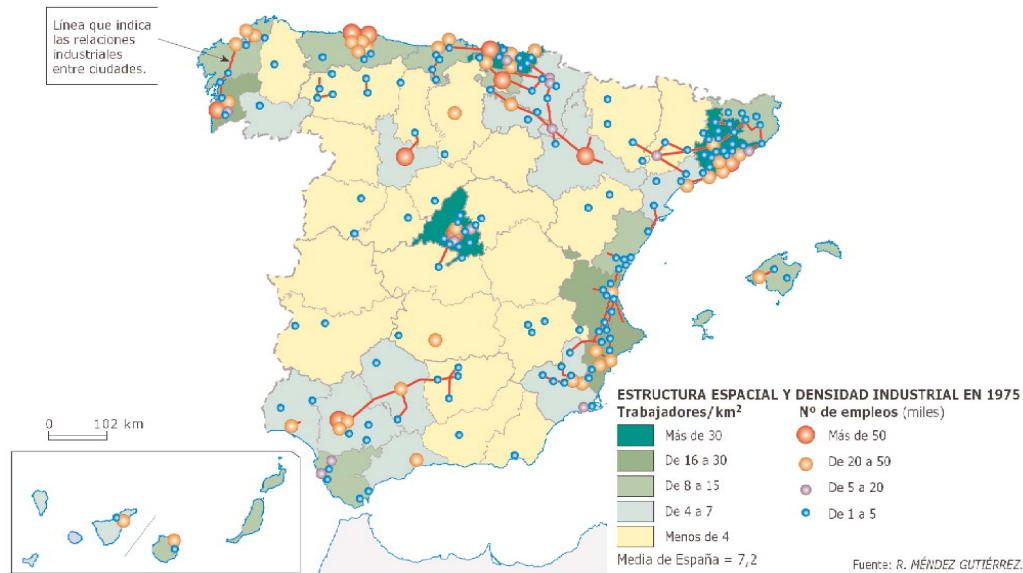 Línea que indica
las relaciones
industriales
entre ciudades.
0 102 km
ESTRUCTURA ESPACIAL Y DENSIDAD INDUSTRIAL EN 1975
Trabajadores/km²
Más de 30
De 16 a 30
De 8 a 15
De 4 a 7
Menos de 4
Media de España = 7,2
Nº de empleos (miles)
Más de 50
De 20 a 50
De 5 a 20
De 1 a 5
Fuente: R. MÉNDEZ GUTIÉRREZ.